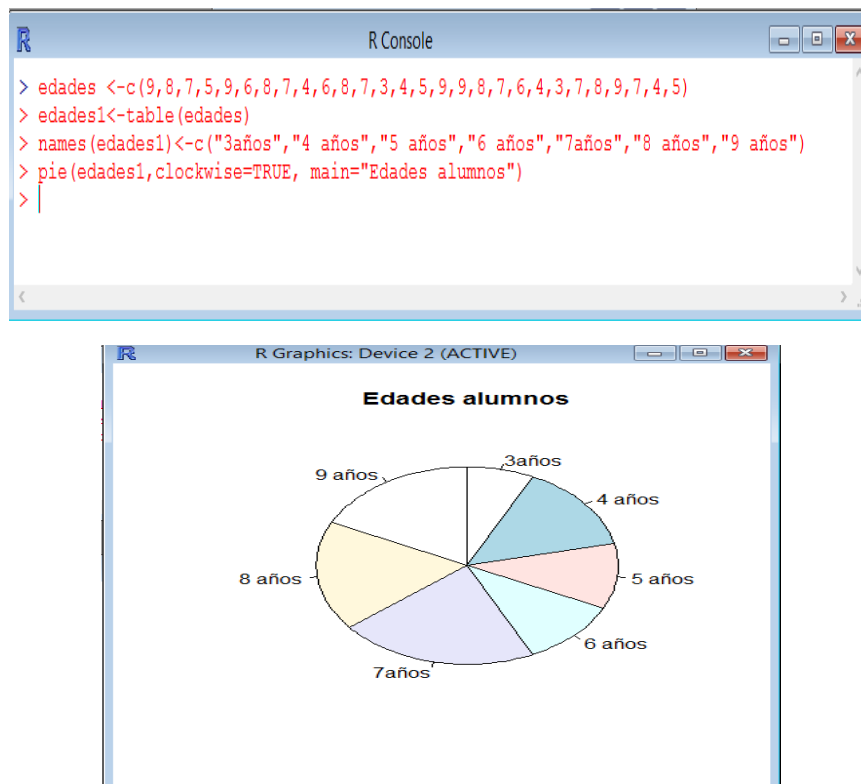 R Console
> edades <-c(9,8,7,5,9,6,8,7,4,6,8,7,3,4,5,9,9,8,7,6,4,3,7,8,9,7,4,5)
> edades1<-table(edades)
> names(edades1)<-c("3años","4 años","5 años","6 años","7años","8 años","9 años")
> pie(edades1,clockwise=TRUE, main="Edades alumnos")
>
R Graphics: Device 2 (ACTIVE)
Edades alumnos
3años
9 años
4 años
8 años
5 años
6 años
7años